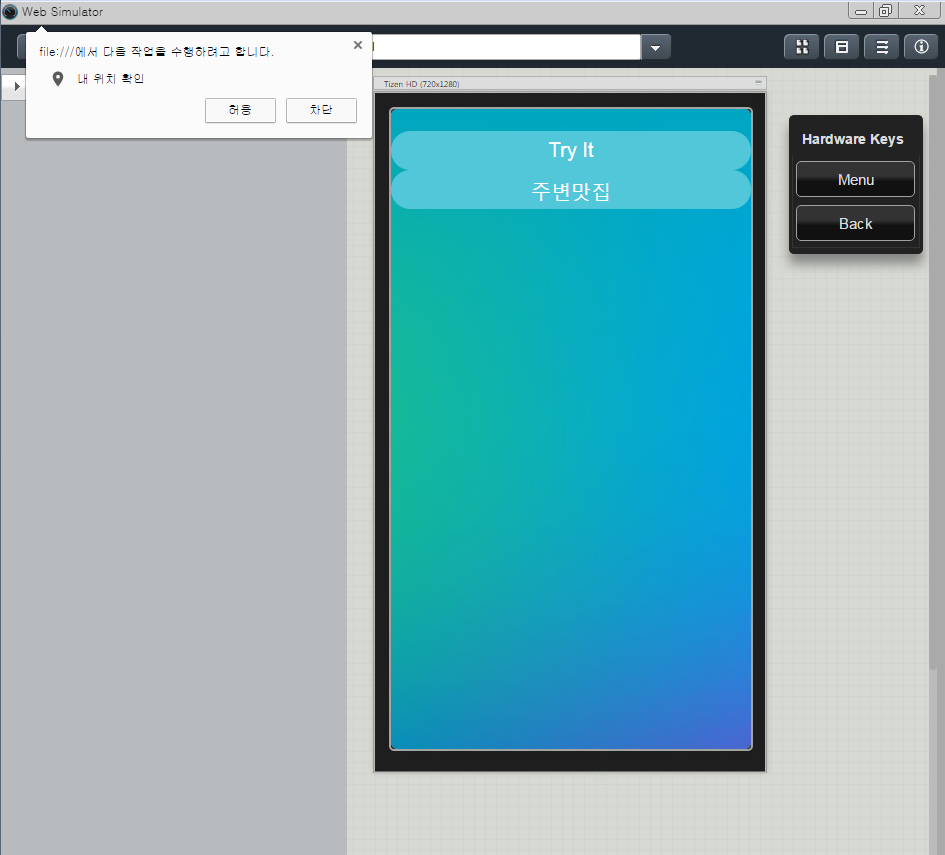 Web Simulator
file:///에서 다음 작업을 수행하려고 합니다.
내 위치 확인
허용
차단
Tizen HD (720x1280)
Try It
주변맛집
Hardware Keys
Menu
Back